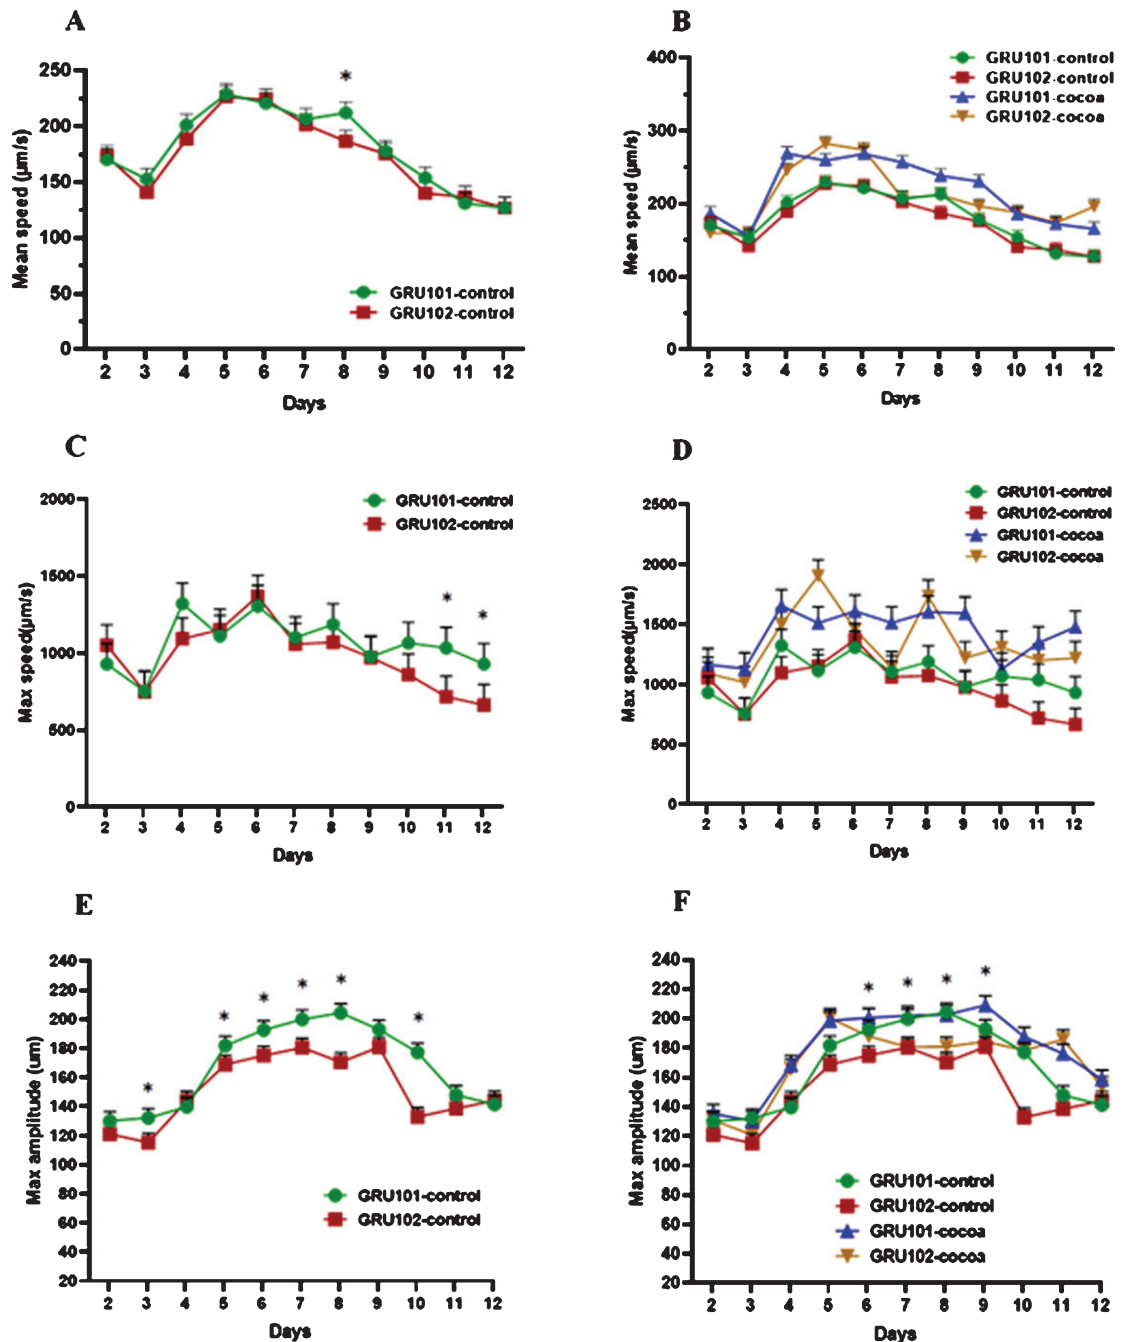 A
250
200
150
100
50
0
Mean speed (µm/s)
*
GRU101-control
GRU102-control
2 3 4 5 6 7 8 9 10 11 12
Days
B
400
300
200
100
0
Mean speed (µm/s)
GRU101-control
GRU102-control
GRU101-cocoa
GRU102-cocoa
2 3 4 5 6 7 8 9 10 11 12
Days
C
2000
1500
1000
500
0
Max speed(µm/s)
GRU101-control
GRU102-control
* *
2 3 4 5 6 7 8 9 10 11 12
Days
D
2500
2000
1500
1000
500
0
Max speed(µm/s)
GRU101-control
GRU102-control
GRU101-cocoa
GRU102-cocoa
2 3 4 5 6 7 8 9 10 11 12
Days
E
240
220
200
180
160
140
120
100
80
60
40
20
Max amplitude (um)
* * * * * *
GRU101-control
GRU102-control
2 3 4 5 6 7 8 9 10 11 12
Days
F
240
220
200
180
160
140
120
100
80
60
40
20
Max amplitude (um)
* * * *
GRU101-control
GRU102-control
GRU101-cocoa
GRU102-cocoa
2 3 4 5 6 7 8 9 10 11 12
Days